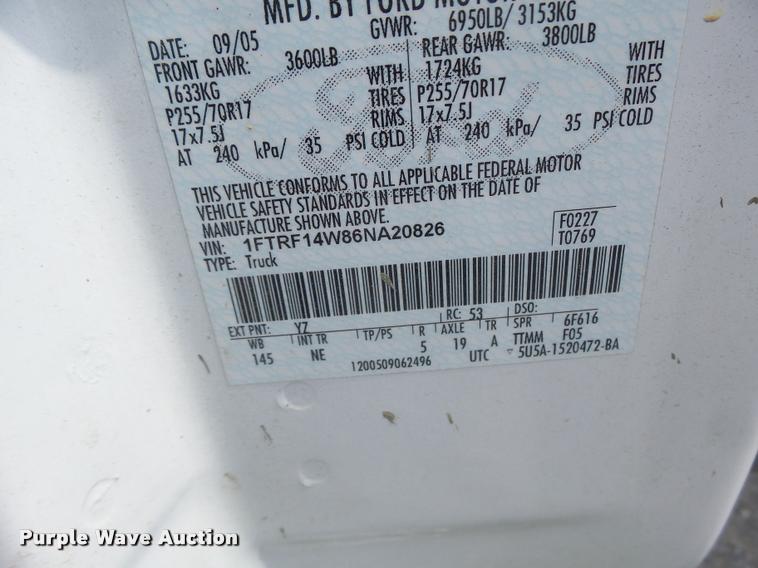 MFD. BY FORD MOTOR
DATE: 09/05 GVWR: 6950LB/ 3153KG
FRONT GAWR: 3600LB REAR GAWR: 3800LB
1633KG WITH 1724KG WITH
P255/70R17 TIRES P255/70R17 TIRES
17x7.5J RIMS 17x7.5J RIMS
AT 240 kPa/ 35 PSI COLD AT 240 kPa/ 35 PSI COLD
Ford
THIS VEHICLE CONFORMS TO ALL APPLICABLE FEDERAL MOTOR
VEHICLE SAFETY STANDARDS IN EFFECT ON THE DATE OF
MANUFACTURE SHOWN ABOVE.
VIN: 1FTRF14W86NA20826 F0227
TYPE: Truck T0769
EXT PNT: YZ RC: 53 DSO:
WB INT TR TP/PS R AXLE TR SPR 6F616
145 NE 5 19 A TTMM F05
1200509062496 UTC 5U5A-1520472-BA
Purple Wave Auction